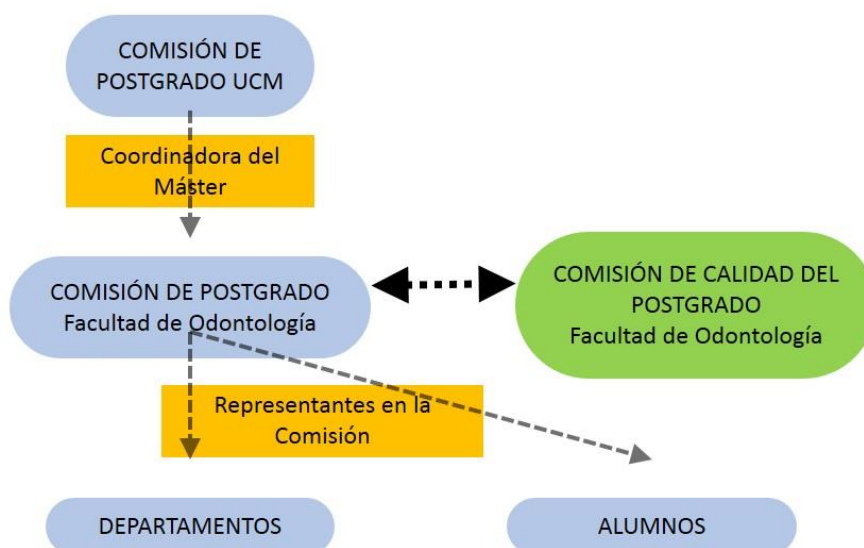 COMISIÓN DE
POSTGRADO UCM
Coordinadora del
Máster
COMISIÓN DE POSTGRADO
Facultad de Odontología
COMISIÓN DE CALIDAD DEL
POSTGRADO
Facultad de Odontología
Representantes en la
Comisión
DEPARTAMENTOS
ALUMNOS